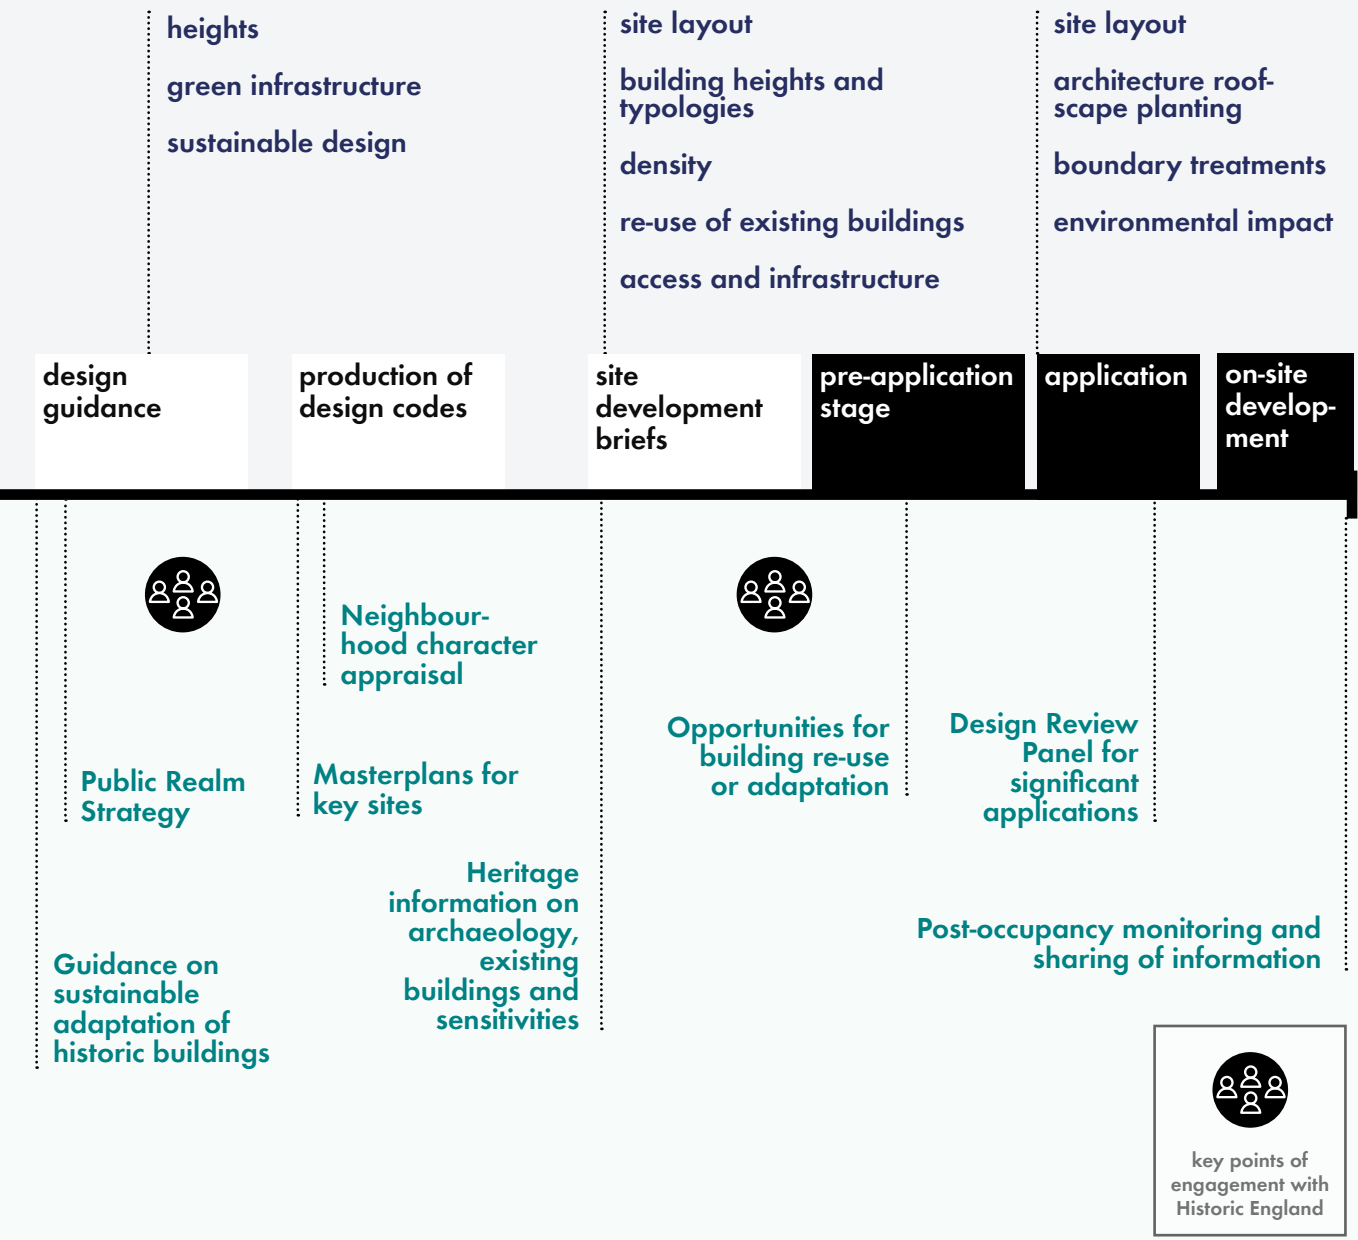 heights
green infrastructure
sustainable design
site layout
building heights and
typologies
density
re-use of existing buildings
access and infrastructure
site layout
architecture roof-
scape planting
boundary treatments
environmental impact
design
guidance
production of
design codes
site
development
briefs
pre-application
stage
application
on-site
develop-
ment
Neighbour-
hood character
appraisal
Public Realm
Strategy
Masterplans for
key sites
Opportunities for
building re-use
or adaptation
Design Review
Panel for
significant
applications
Heritage
information on
archaeology,
existing
buildings and
sensitivities
Guidance on
sustainable
adaptation of
historic buildings
Post-occupancy monitoring and
sharing of information
key points of
engagement with
Historic England